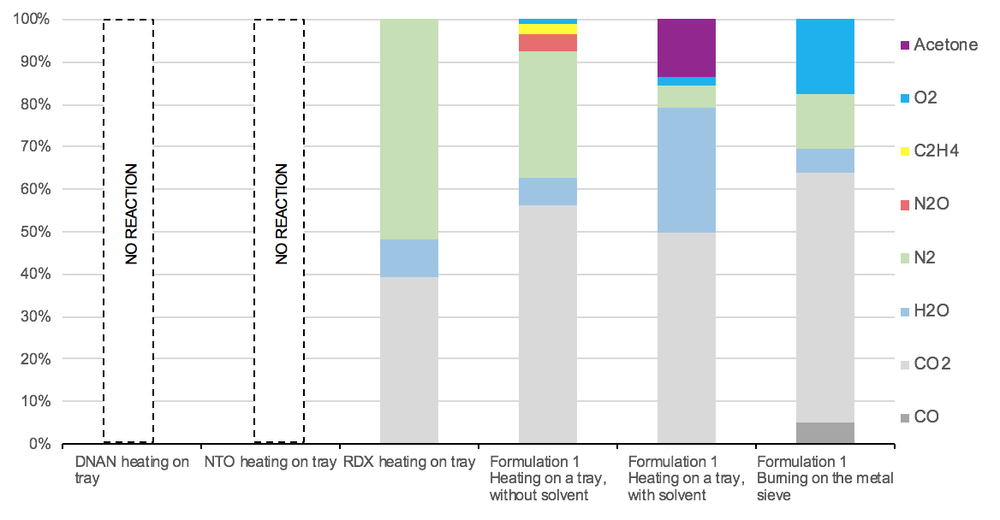 100%
90%
80%
70%
60%
50%
40%
30%
20%
10%
0%
NO REACTION
NO REACTION
DNAN heating on
tray
NTO heating on tray
RDX heating on tray
Formulation 1
Heating on a tray,
without solvent
Formulation 1
Heating on a tray,
with solvent
Formulation 1
Burning on the metal
sieve
Acetone
O2
C2H4
N2O
N2
H2O
CO2
CO